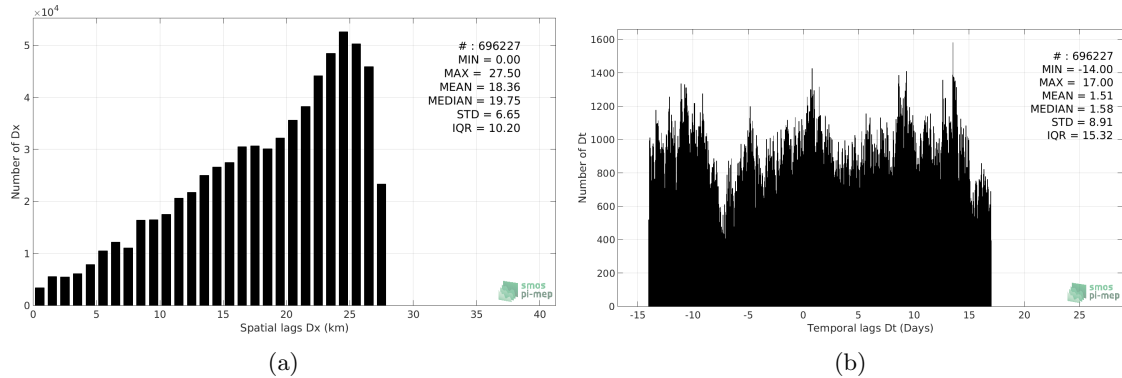 ×10⁴
5
4
3
2
1
0
Number of Dx
# : 696227
MIN = 0.00
MAX = 27.50
MEAN = 18.36
MEDIAN = 19.75
STD = 6.65
IQR = 10.20
smos
pi-mep
0 5 10 15 20 25 30 35 40
Spatial lags Dx (km)
(a)
1600
1400
1200
1000
800
600
400
200
0
Number of Dt
# : 696227
MIN = -14.00
MAX = 17.00
MEAN = 1.51
MEDIAN = 1.58
STD = 8.91
IQR = 15.32
smos
pi-mep
-15 -10 -5 0 5 10 15 20 25
Temporal lags Dt (Days)
(b)